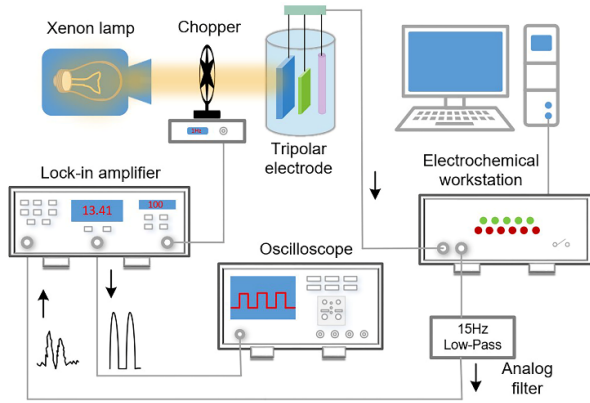 Xenon lamp
Chopper
1Hz
Tripolar
electrode
Lock-in amplifier
13.41
100
Electrochemical
workstation
Oscilloscope
15Hz
Low-Pass
Analog
filter